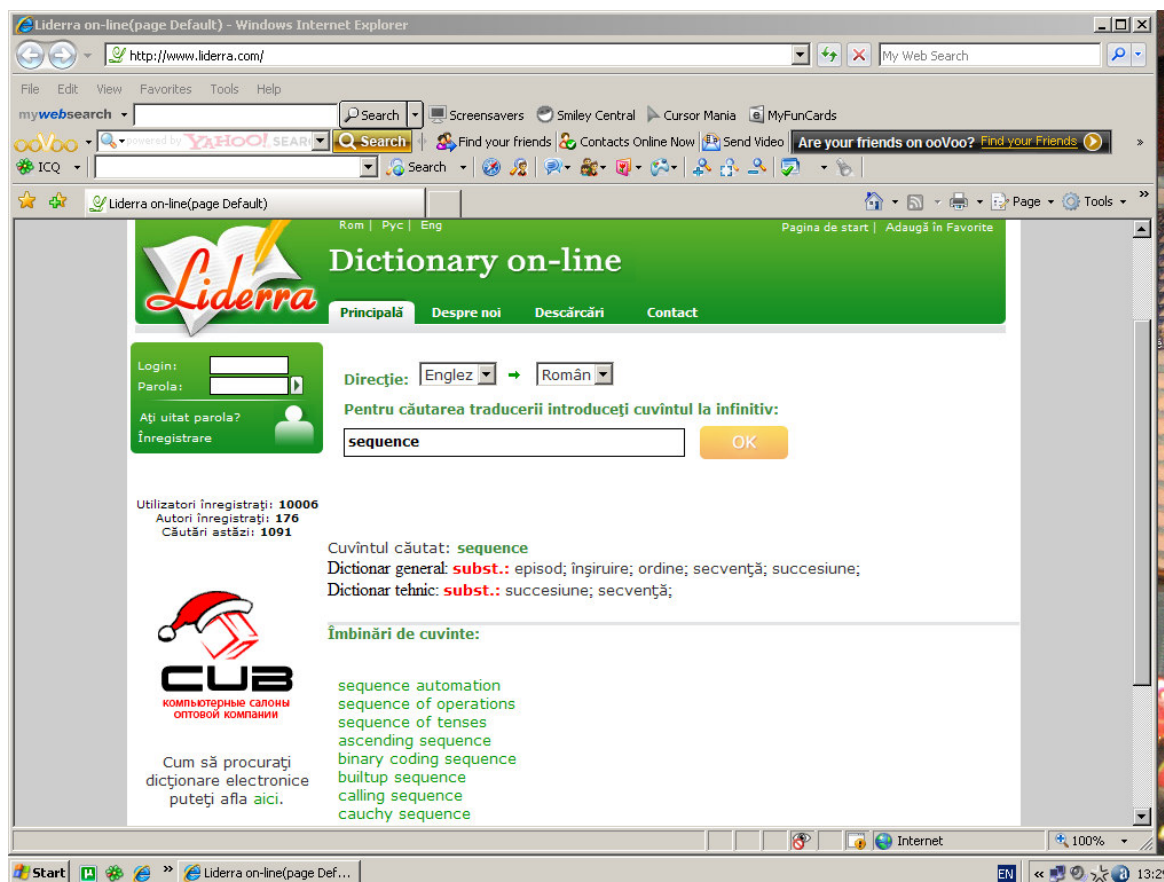 Liderra on-line(page Default) - Windows Internet Explorer
http://www.liderra.com/ My Web Search
File Edit View Favorites Tools Help
mywebsearch Search Screensavers Smiley Central Cursor Mania MyFunCards
ooVoo powered by YAHOO! SEAR Search Find your friends Contacts Online Now Send Video Are your friends on ooVoo? Find your Friends »
ICQ Search
Liderra on-line(page Default) Page Tools »
Rom | Рус | Eng Pagina de start | Adaugă în Favorite
Liderra Dictionary on-line
Principală Despre noi Descărcări Contact
Login:
Parola:
Aţi uitat parola?
Înregistrare
Direcţie: Englez → Român
Pentru căutarea traducerii introduceţi cuvîntul la infinitiv:
sequence OK
Utilizatori înregistraţi: 10006
Autori înregistraţi: 176
Căutări astăzi: 1091
Cuvîntul căutat: sequence
Dictionar general: subst.: episod; înşiruire; ordine; secvenţă; succesiune;
Dictionar tehnic: subst.: succesiune; secvenţă;
Îmbinări de cuvinte:
sequence automation
sequence of operations
sequence of tenses
ascending sequence
binary coding sequence
builtup sequence
calling sequence
cauchy sequence
CUB
компьютерные салоны
оптовой компании
Cum să procuraţi
dicţionare electronice
puteţi afla aici.
Internet 100%
Start » Liderra on-line(page Def... EN « 13:2